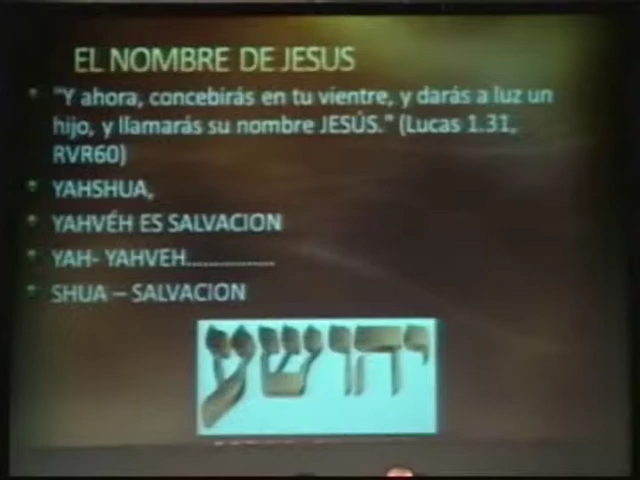 EL NOMBRE DE JESUS
"Y ahora, concebirás en tu vientre, y darás a luz un
hijo, y llamarás su nombre JESÚS." (Lucas 1.31,
RVR60)
YAHSHUA,
YAHVÉH ES SALVACION
YAH- YAHVEH...............
SHUA – SALVACION
יהושע